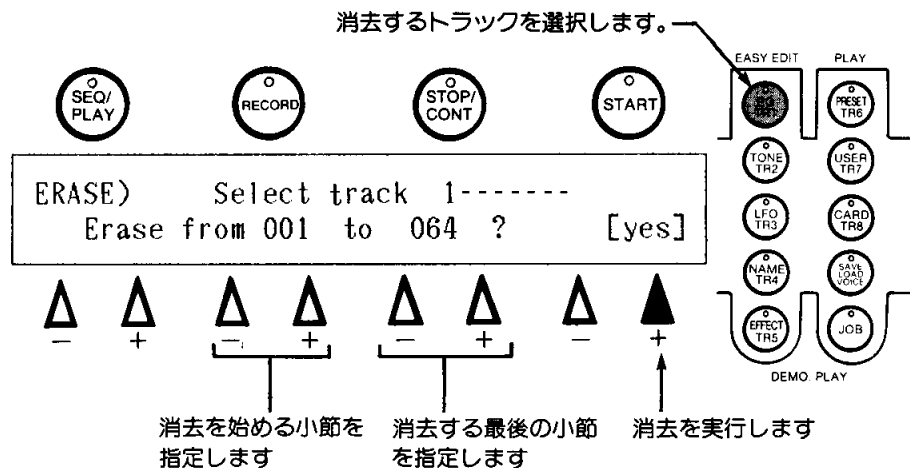 消去するトラックを選択します。
EASY EDIT
PLAY
SEQ/
PLAY
RECORD
STOP/
CONT
START
PRESET
TR6
TONE
TR2
USER
TR7
LFO
TR3
CARD
TR8
NAME
TR4
SAVE
LOAD
VOICE
EFFECT
TR5
JOB
DEMO. PLAY
ERASE) Select track 1-------
Erase from 001 to 064 ? [yes]
− + − + − + − +
消去を始める小節を
指定します
消去する最後の小節
を指定します
消去を実行します